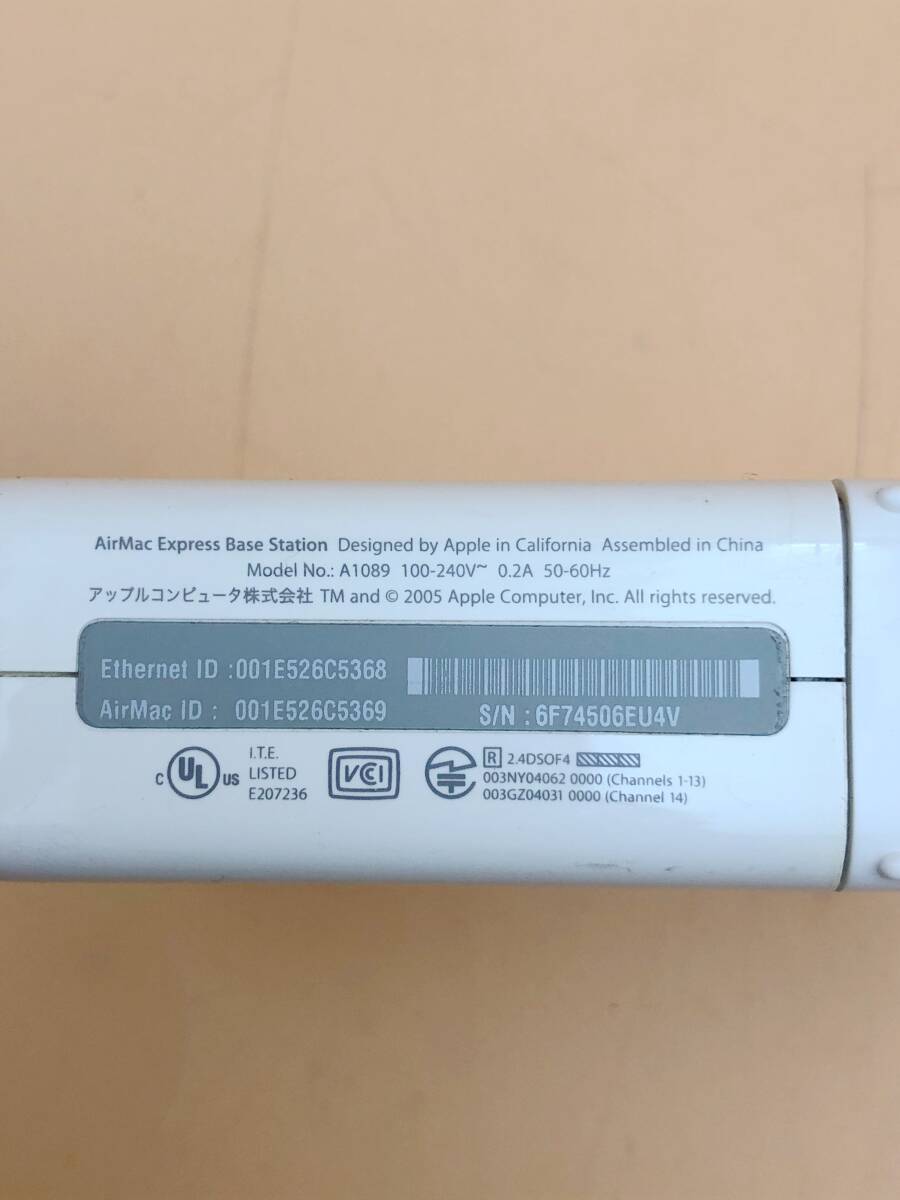 AirMac Express Base Station Designed by Apple in California Assembled in China
Model No.: A1089 100-240V~ 0.2A 50-60Hz
アップルコンピュータ株式会社 TM and © 2005 Apple Computer, Inc. All rights reserved.
Ethernet ID :001E526C5368
AirMac ID : 001E526C5369
S/N : 6F74506EU4V
C UL US
I.T.E.
LISTED
E207236
VCCI
R 2.4DSOF4
003NY04062 0000 (Channels 1-13)
003GZ04031 0000 (Channel 14)